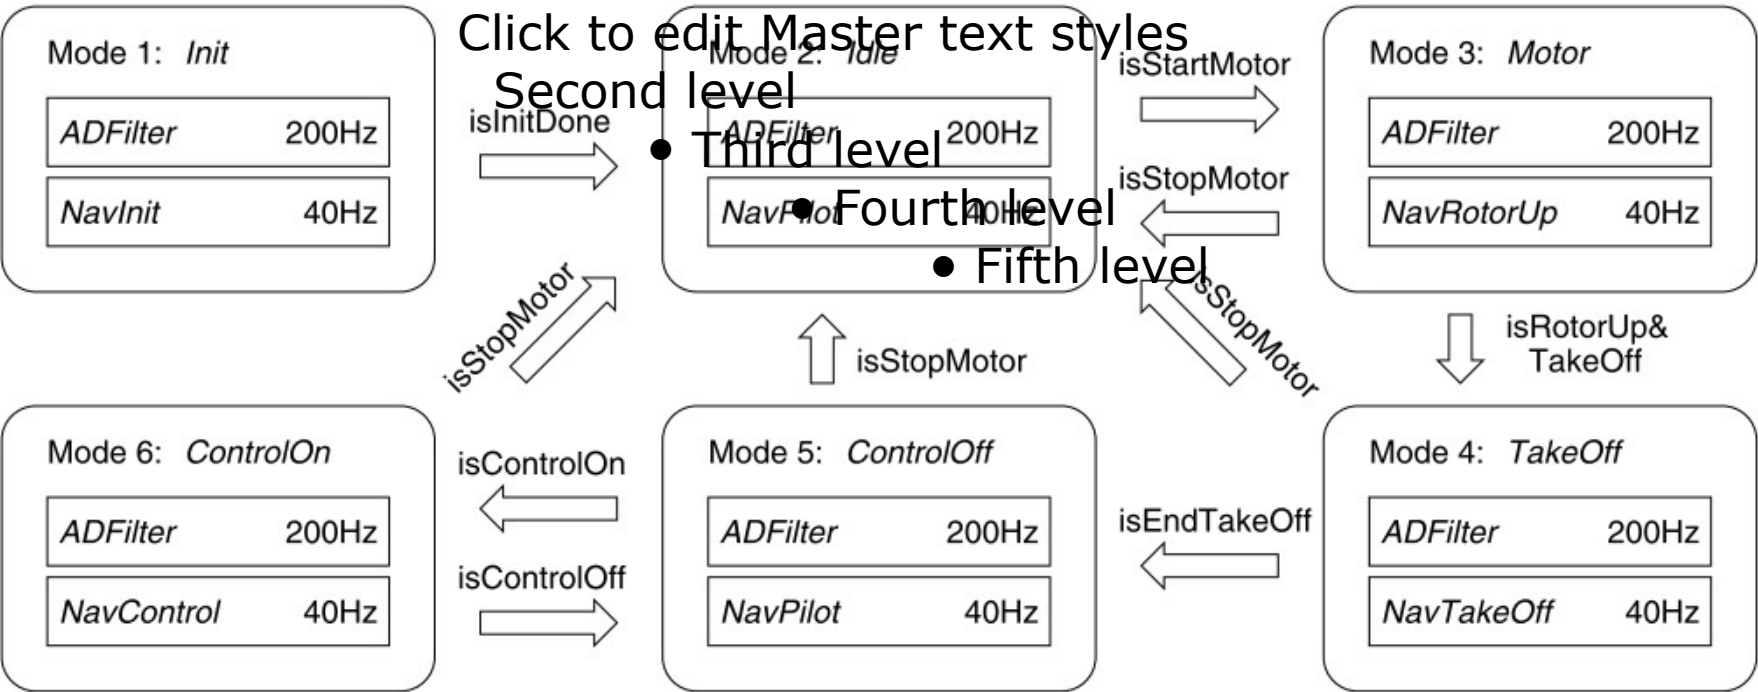 Click to edit Master text styles
Second level
• Third level
• Fourth level
• Fifth level
Mode 1: Init
ADFilter 200Hz
NavInit 40Hz
isInitDone
Mode 2: Idle
ADFilter 200Hz
NavPilot 40Hz
isStartMotor
isStopMotor
Mode 3: Motor
ADFilter 200Hz
NavRotorUp 40Hz
isStopMotor
isStopMotor
isStopMotor
isRotorUp&
TakeOff
Mode 6: ControlOn
ADFilter 200Hz
NavControl 40Hz
isControlOn
isControlOff
Mode 5: ControlOff
ADFilter 200Hz
NavPilot 40Hz
isEndTakeOff
Mode 4: TakeOff
ADFilter 200Hz
NavTakeOff 40Hz